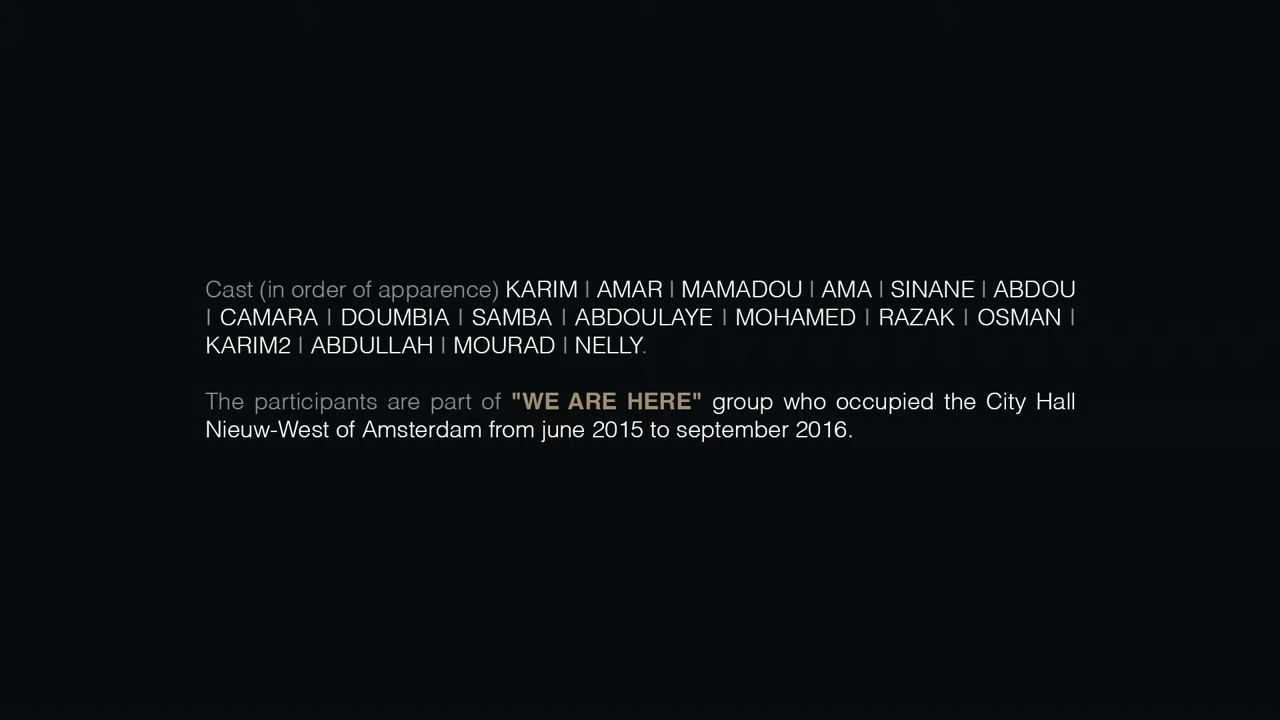 Cast (in order of apparence) KARIM | AMAR | MAMADOU | AMA | SINANE | ABDOU
| CAMARA | DOUMBIA | SAMBA | ABDOULAYE | MOHAMED | RAZAK | OSMAN |
KARIM2 | ABDULLAH | MOURAD | NELLY.
The participants are part of "WE ARE HERE" group who occupied the City Hall
Nieuw-West of Amsterdam from june 2015 to september 2016.